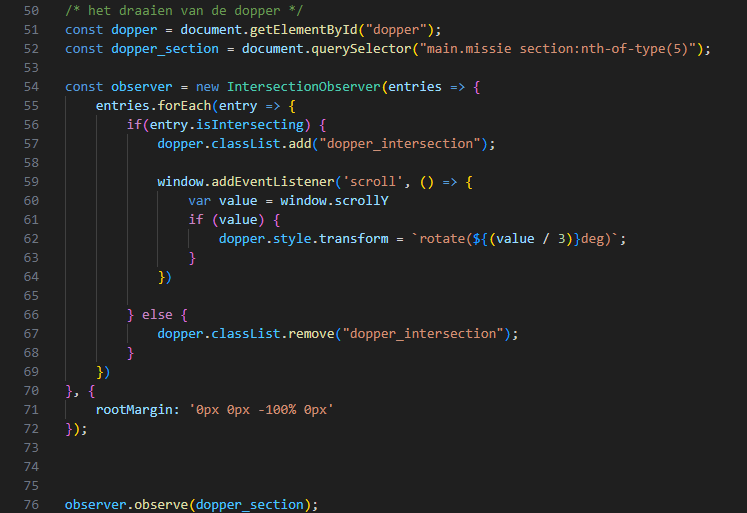 50 /* het draaien van de dopper */
51 const dopper = document.getElementById("dopper");
52 const dopper_section = document.querySelector("main.missie section:nth-of-type(5)");
53
54 const observer = new IntersectionObserver(entries => {
55     entries.forEach(entry => {
56         if(entry.isIntersecting) {
57             dopper.classList.add("dopper_intersection");
58
59             window.addEventListener('scroll', () => {
60                 var value = window.scrollY
61                 if (value) {
62                     dopper.style.transform = `rotate(${(value / 3)}deg)`;
63                 }
64             })
65
66         } else {
67             dopper.classList.remove("dopper_intersection");
68         }
69     })
70 }, {
71     rootMargin: '0px 0px -100% 0px'
72 });
73
74
75
76 observer.observe(dopper_section);